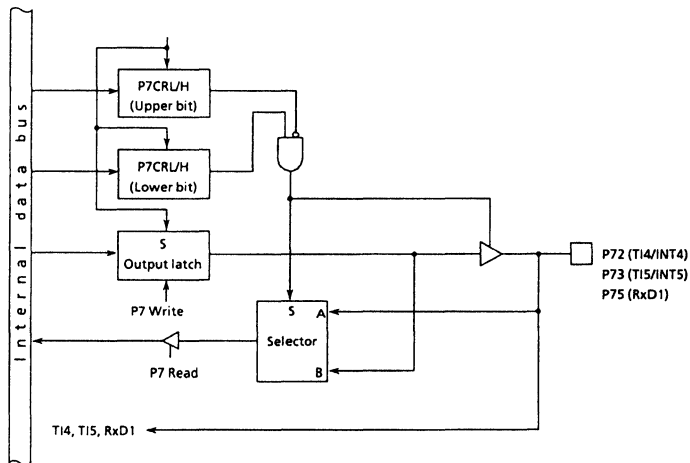 Internal data bus
P7CRL/H
(Upper bit)
P7CRL/H
(Lower bit)
S
Output latch
P7 Write
P72 (TI4/INT4)
P73 (TI5/INT5)
P75 (RxD1)
S
A
Selector
B
P7 Read
TI4, TI5, RxD1